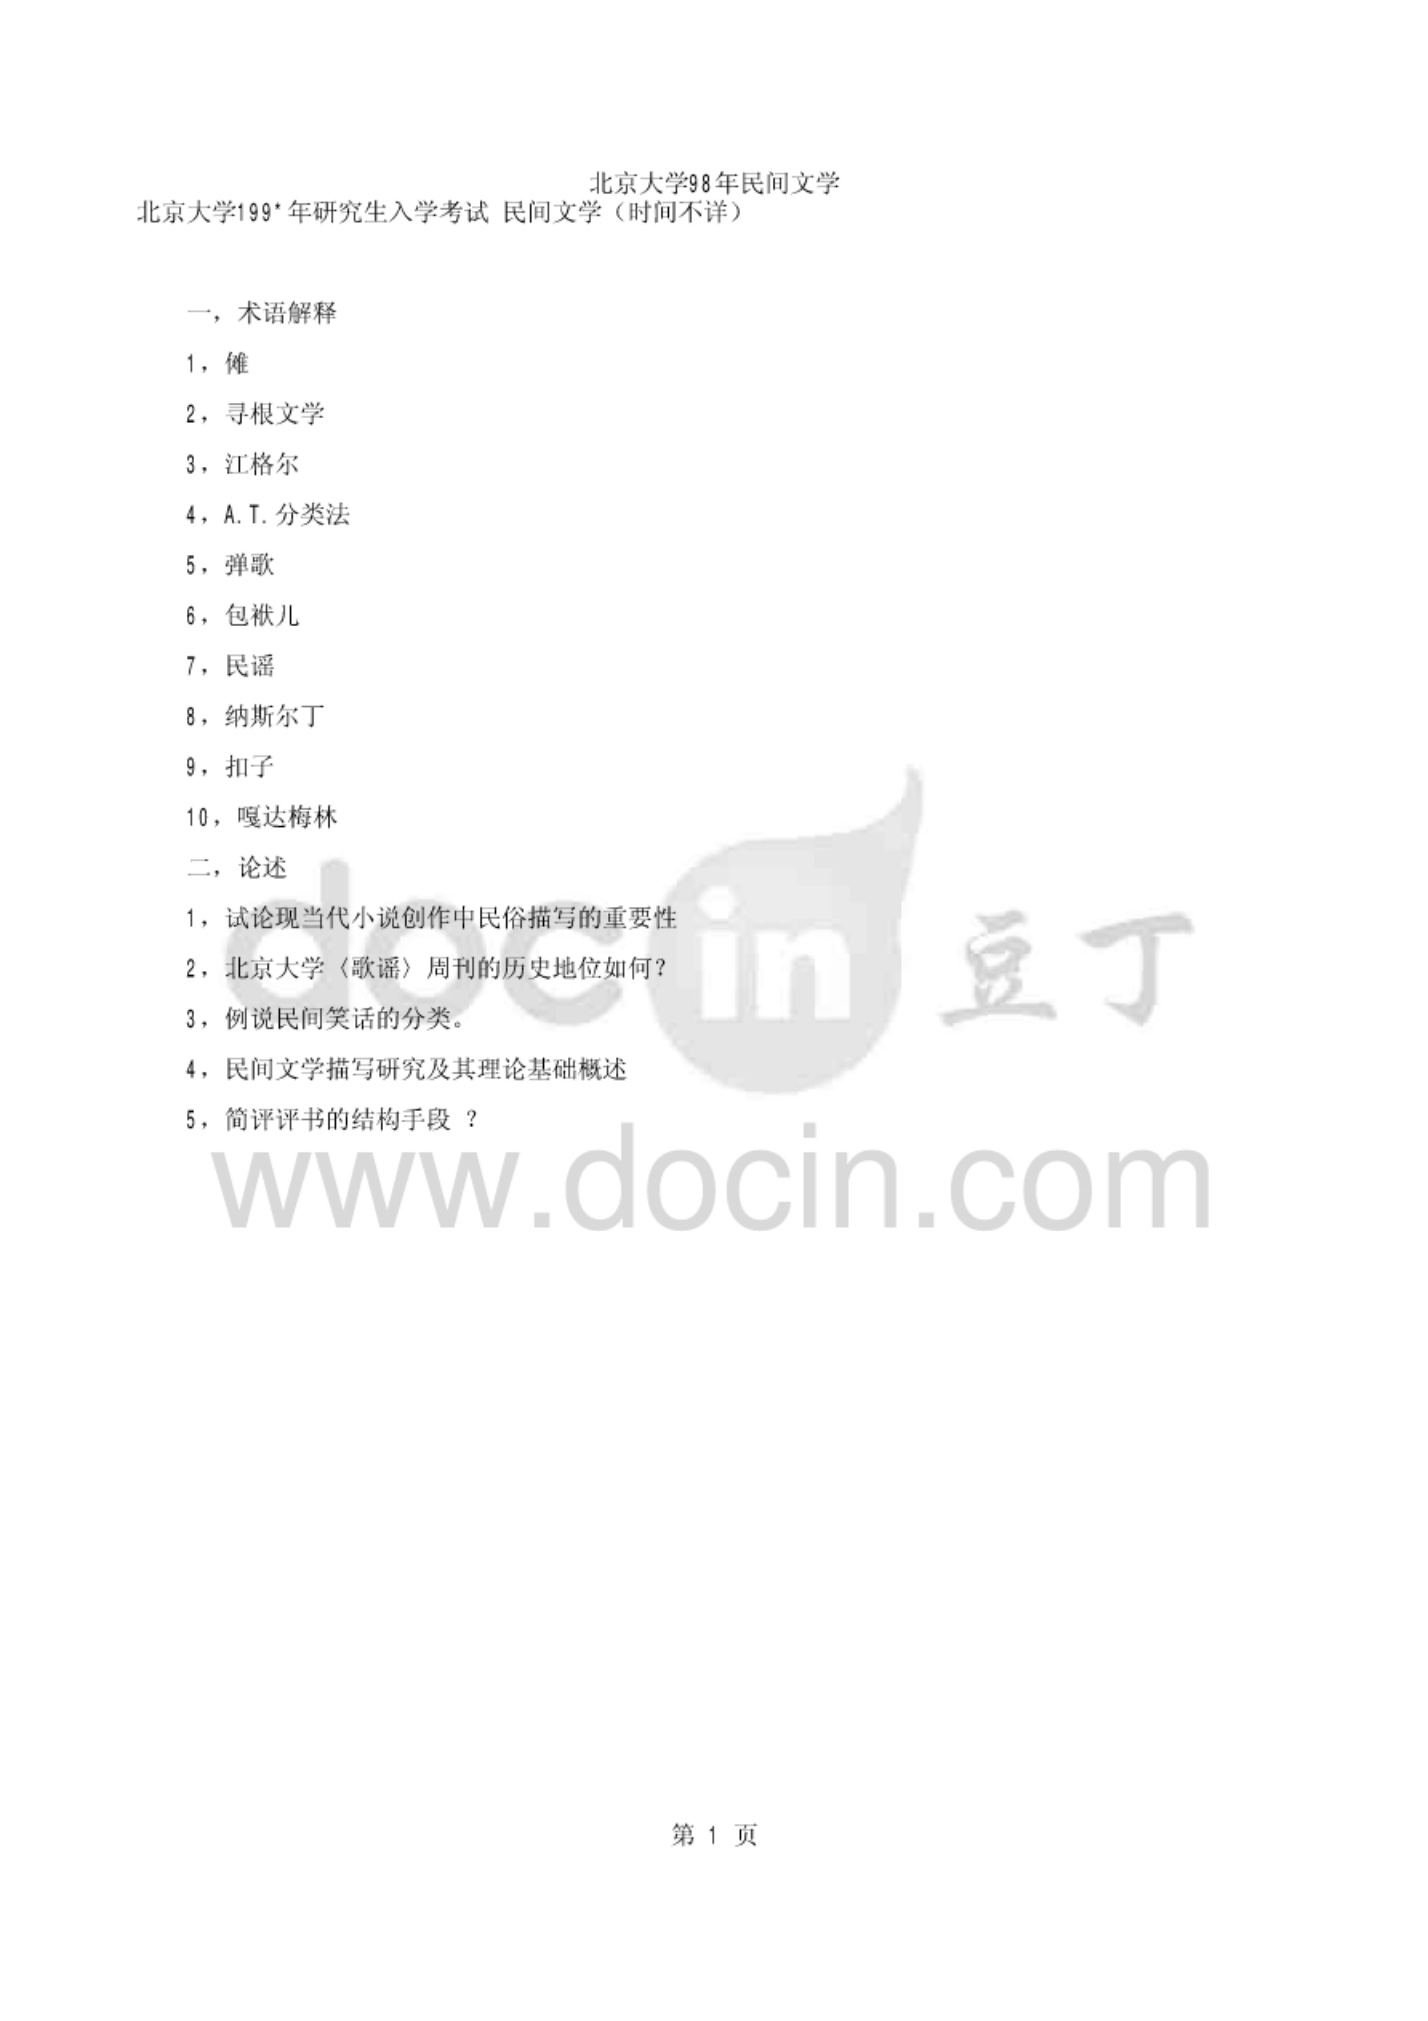 北京大学98年民间文学
北京大学199*年研究生入学考试 民间文学（时间不详）
一，术语解释
1，傩
2，寻根文学
3，江格尔
4，A.T.分类法
5，弹歌
6，包袱儿
7，民谣
8，纳斯尔丁
9，扣子
10，嘎达梅林
二，论述
1，试论现当代小说创作中民俗描写的重要性
2，北京大学〈歌谣〉周刊的历史地位如何？
3，例说民间笑话的分类。
4，民间文学描写研究及其理论基础概述
5，简评评书的结构手段 ？
docin 豆丁
www.docin.com
第 1 页